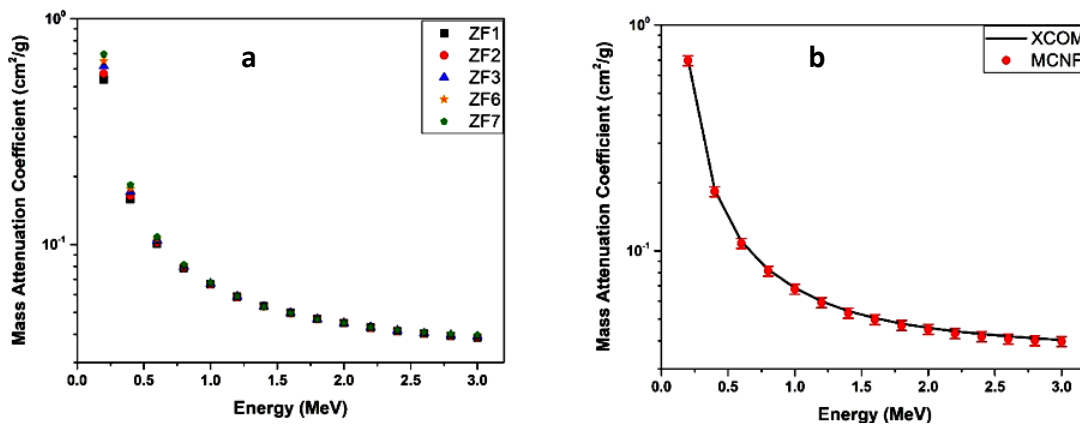 a
ZF1
ZF2
ZF3
ZF6
ZF7
10⁰
10⁻¹
Mass Attenuation Coefficient (cm²/g)
0.0 0.5 1.0 1.5 2.0 2.5 3.0
Energy (MeV)
b
XCOM
MCNP
10⁰
10⁻¹
Mass Attenuation Coefficient (cm²/g)
0.0 0.5 1.0 1.5 2.0 2.5 3.0
Energy (MeV)